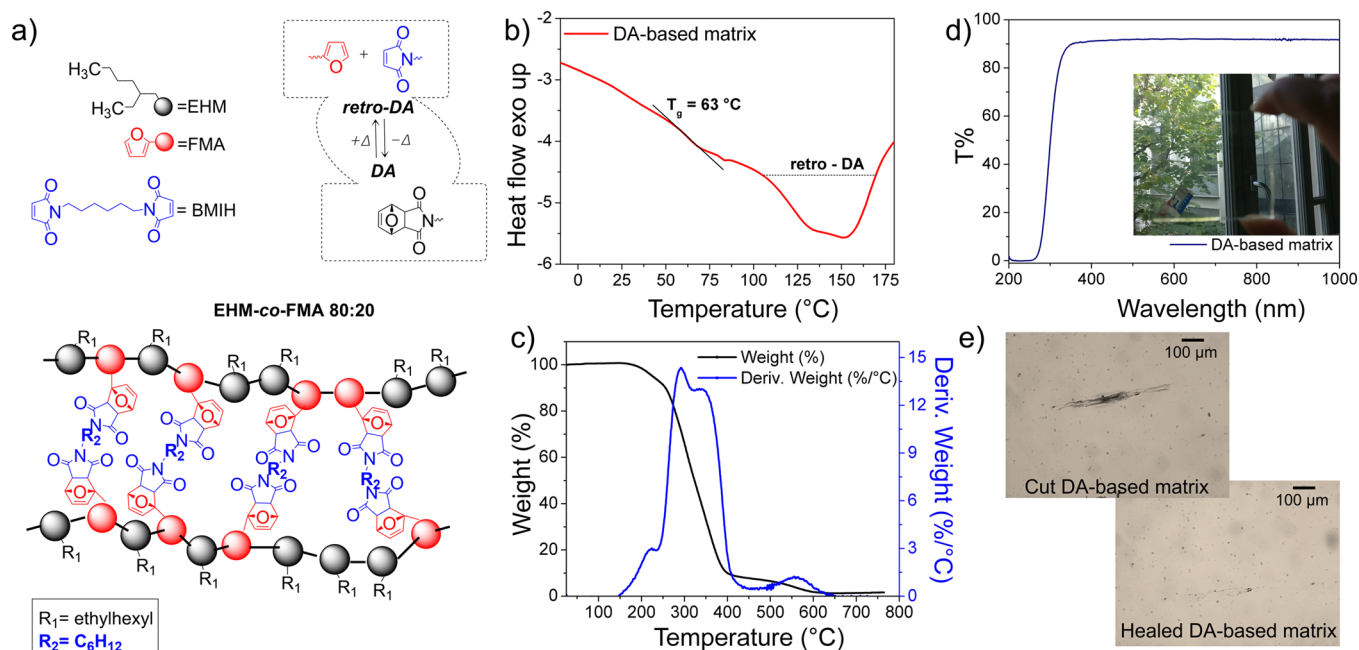 a)
H₃C
H₃C
=EHM
O
=FMA
O
O
N
N
O
O
= BMIH
O
+
O
N
O
retro-DA
+Δ
−Δ
DA
O
O
N
O
EHM-co-FMA 80:20
R₁
R₁
R₁
R₁
R₁
R₁
O
O
O
O
O
N
O
O
N
O
O
N
O
O
N
O
R₂
R₂
R₂
R₂
O
N
O
O
N
O
O
N
O
O
N
O
O
O
O
O
R₁
R₁
R₁
R₁
R₁
R₁
R₁= ethylhexyl
R₂= C₆H₁₂
b)
-2
-3
-4
-5
-6
Heat flow exo up
DA-based matrix
T_g = 63 °C
retro - DA
0 25 50 75 100 125 150 175
Temperature (°C)
c)
100
80
60
40
20
0
Weight (%)
Weight (%)
Deriv. Weight (%/°C)
15
12
9
6
3
0
Deriv. Weight (%/°C)
100 200 300 400 500 600 700 800
Temperature (°C)
d)
100
80
60
40
20
0
T%
DA-based matrix
200 400 600 800 1000
Wavelength (nm)
e)
100 µm
Cut DA-based matrix
100 µm
Healed DA-based matrix